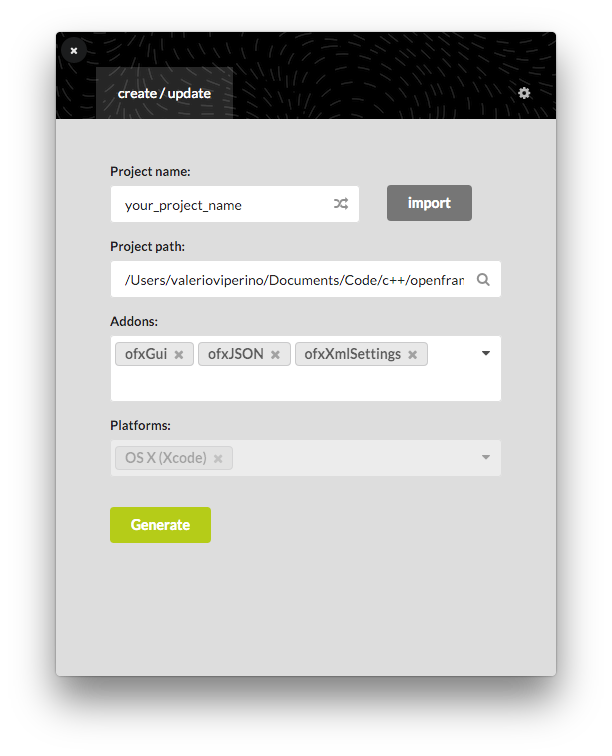 create / update
Project name:
your_project_name
import
Project path:
/Users/valerioviperino/Documents/Code/c++/openfran
Addons:
ofxGui ofxJSON ofxXmlSettings
Platforms:
OS X (Xcode)
Generate